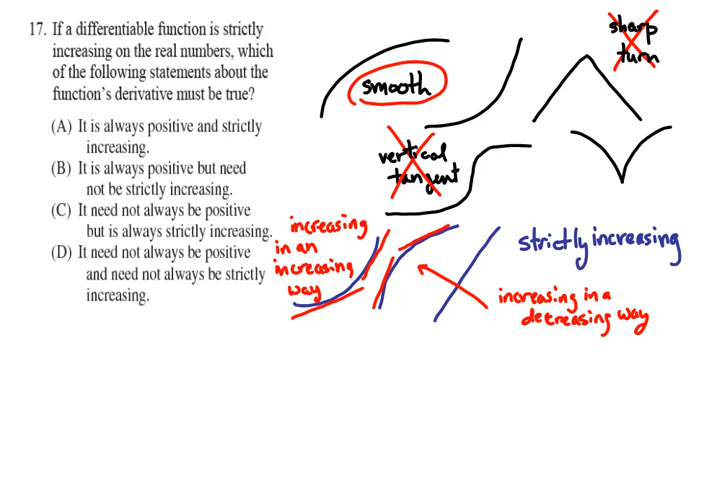 17. If a differentiable function is strictly
increasing on the real numbers, which
of the following statements about the
function's derivative must be true?
(A) It is always positive and strictly
increasing.
(B) It is always positive but need
not be strictly increasing.
(C) It need not always be positive
but is always strictly increasing.
(D) It need not always be positive
and need not always be strictly
increasing.
smooth
sharp
turn
vertical
tangent
increasing
in an
increasing
way
strictly increasing
increasing in a
decreasing way